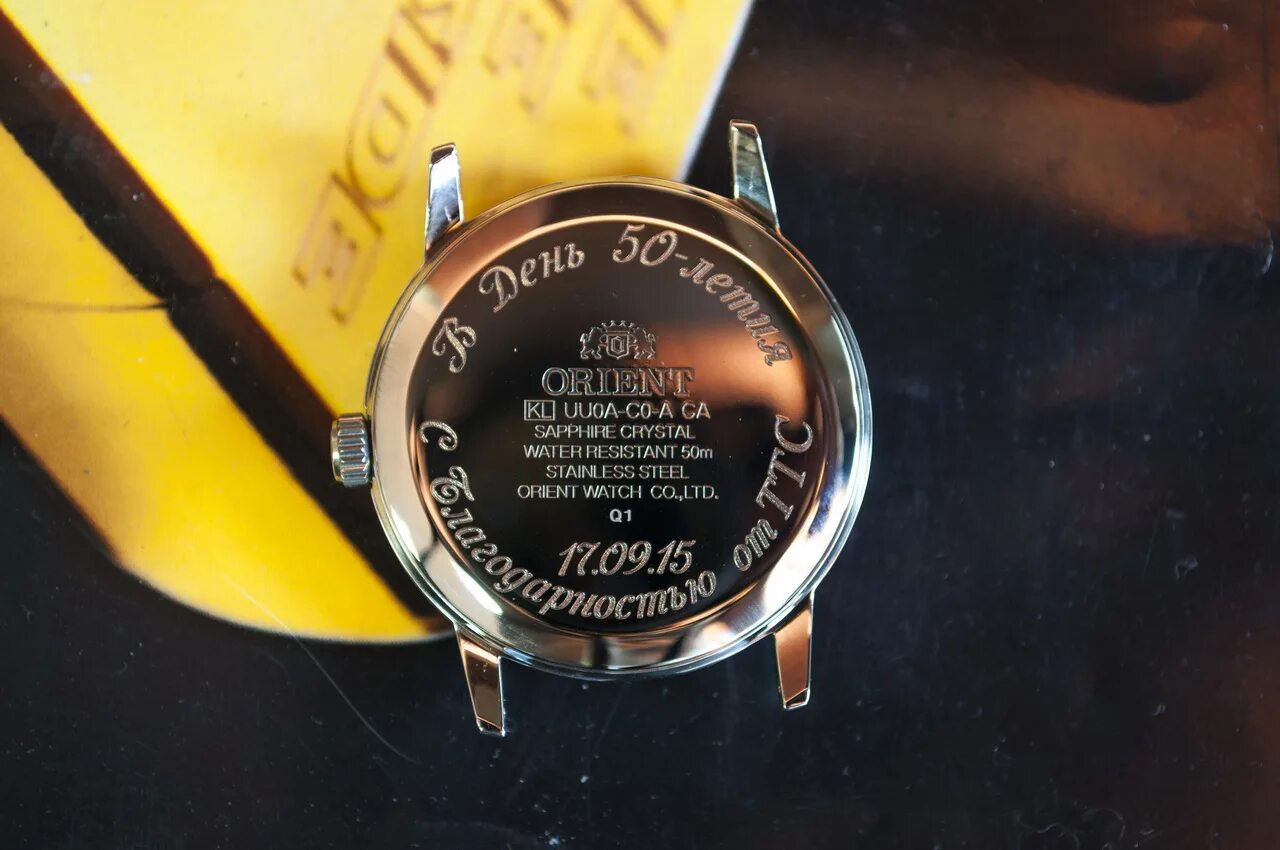 В День 50-летия
ORIENT
KL UU0A-C0-A CA
SAPPHIRE CRYSTAL
WATER RESISTANT 50m
STAINLESS STEEL
ORIENT WATCH CO.,LTD.
Q1
17.09.15
С Благодарностью от ТТС